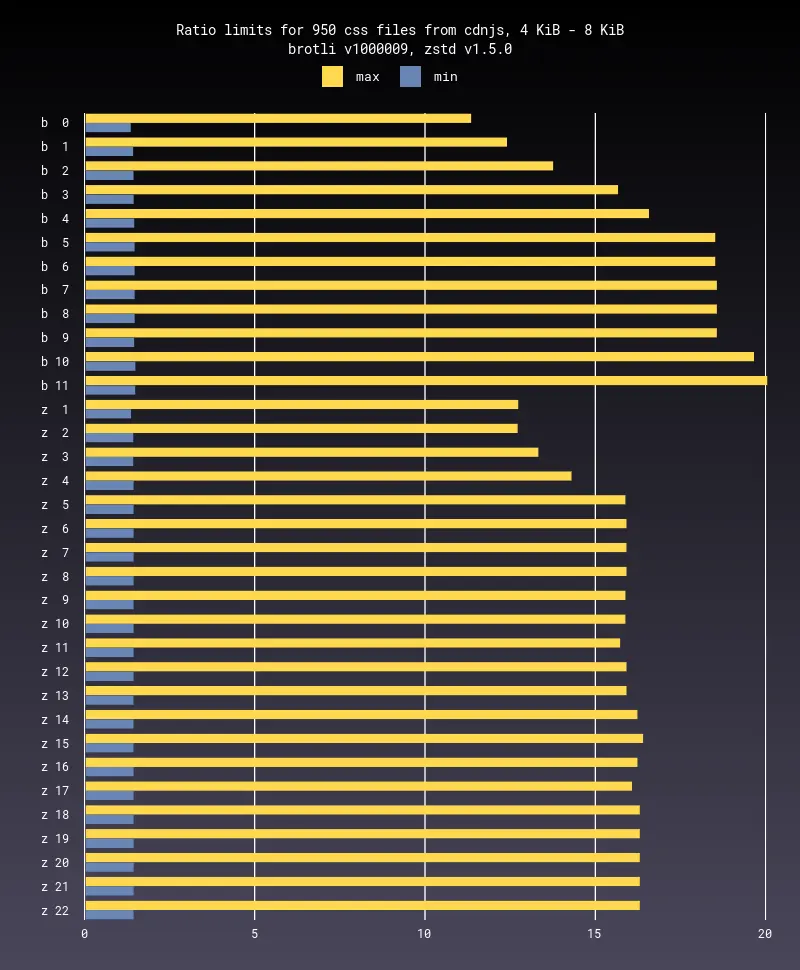 Ratio limits for 950 css files from cdnjs, 4 KiB - 8 KiB
brotli v1000009, zstd v1.5.0
max min
b 0
b 1
b 2
b 3
b 4
b 5
b 6
b 7
b 8
b 9
b 10
b 11
z 1
z 2
z 3
z 4
z 5
z 6
z 7
z 8
z 9
z 10
z 11
z 12
z 13
z 14
z 15
z 16
z 17
z 18
z 19
z 20
z 21
z 22
0 5 10 15 20